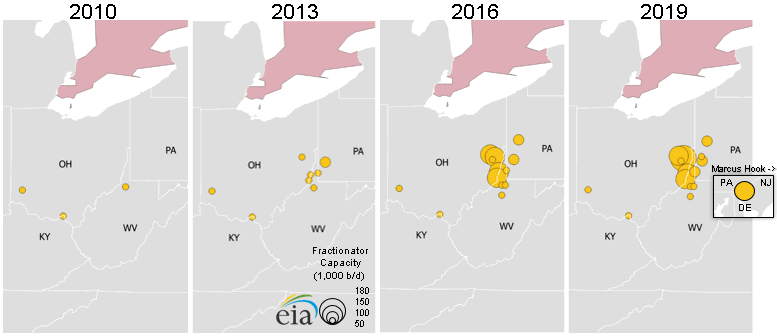 2010 2013 2016 2019
OH PA WV KY
OH PA WV KY
OH PA WV KY
OH PA WV KY
Marcus Hook ->
PA NJ
DE
Fractionator
Capacity
(1,000 b/d)
180
150
100
50
eia